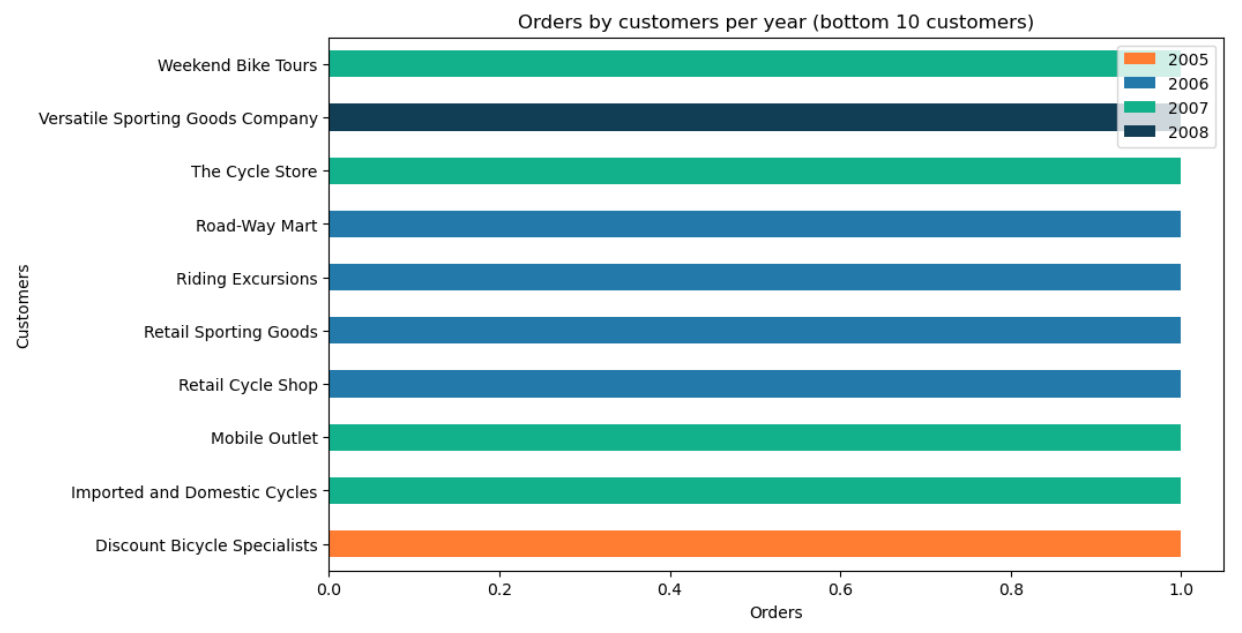 Orders by customers per year (bottom 10 customers)
2005
2006
2007
2008
Weekend Bike Tours
Versatile Sporting Goods Company
The Cycle Store
Road-Way Mart
Riding Excursions
Retail Sporting Goods
Retail Cycle Shop
Mobile Outlet
Imported and Domestic Cycles
Discount Bicycle Specialists
Customers
0.0 0.2 0.4 0.6 0.8 1.0
Orders